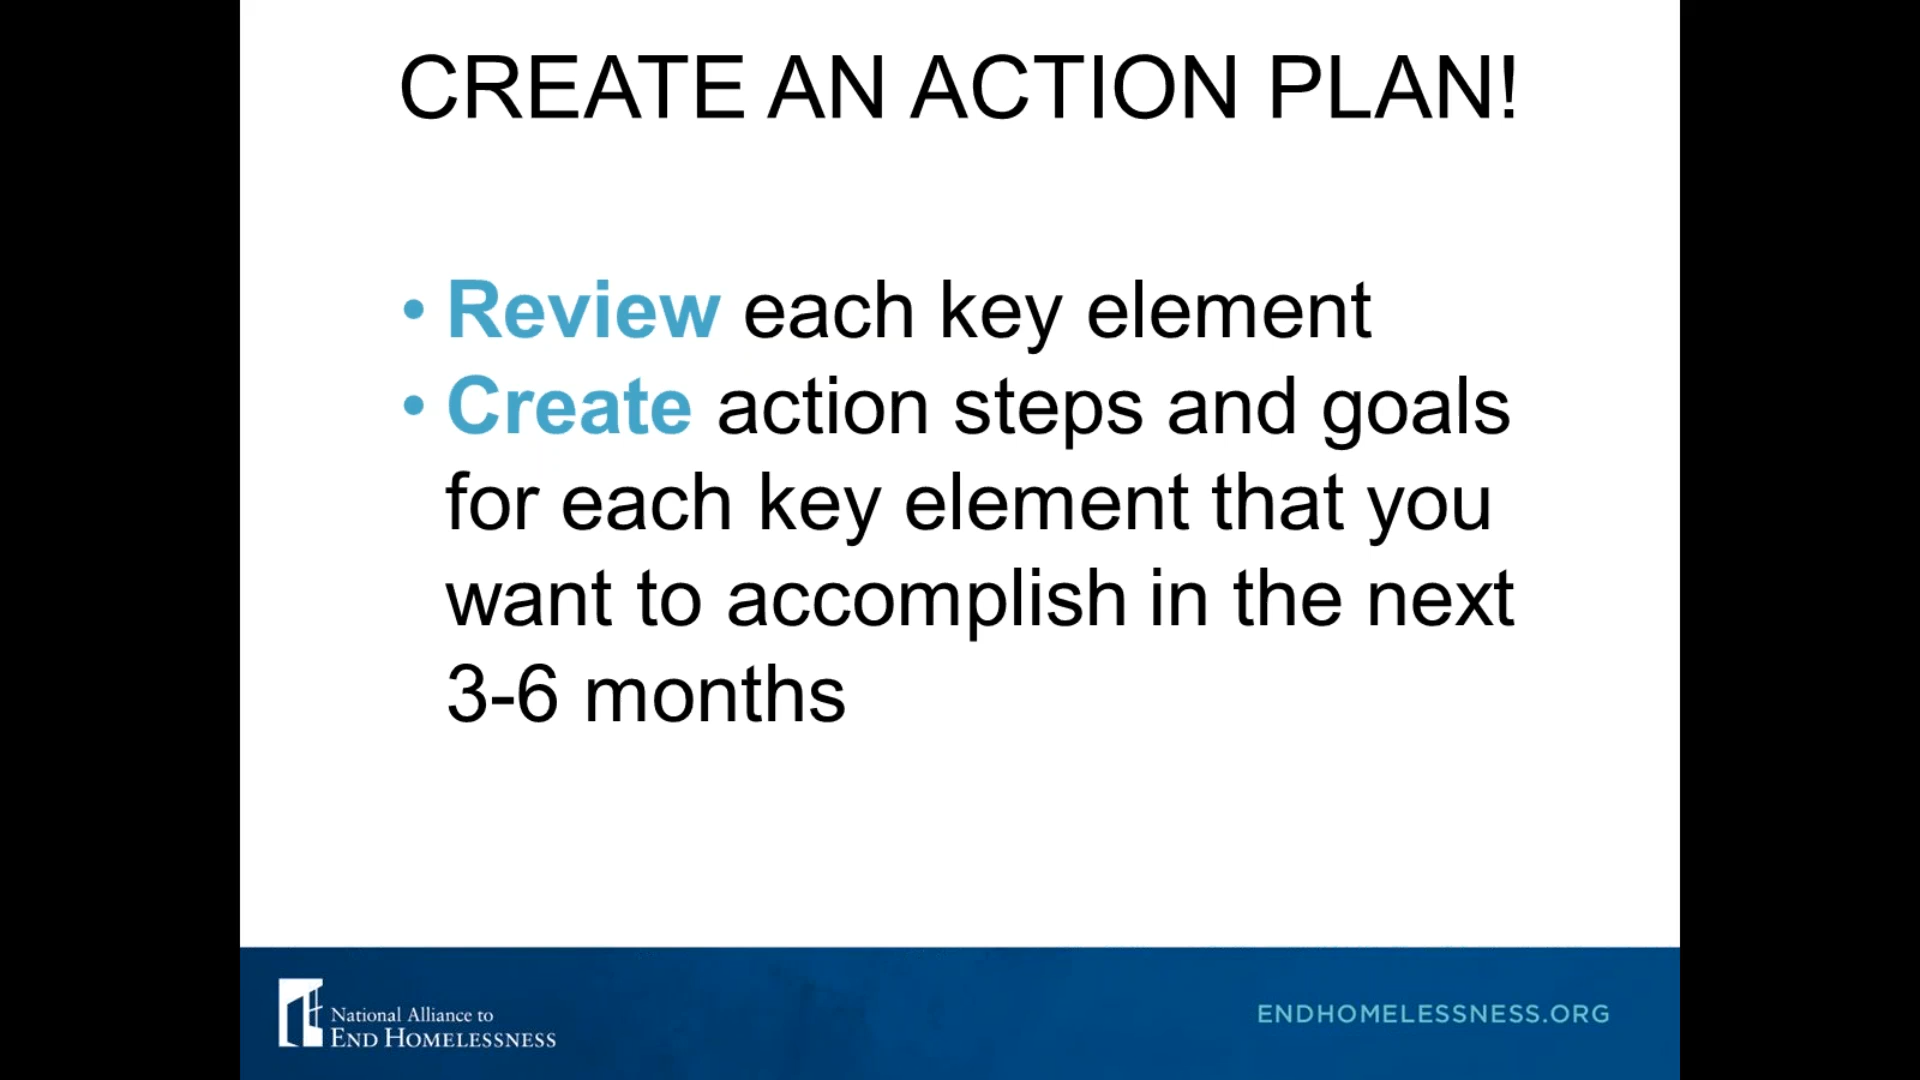 CREATE AN ACTION PLAN!
• Review each key element
• Create action steps and goals
for each key element that you
want to accomplish in the next
3-6 months
National Alliance to
END HOMELESSNESS
ENDHOMELESSNESS.ORG